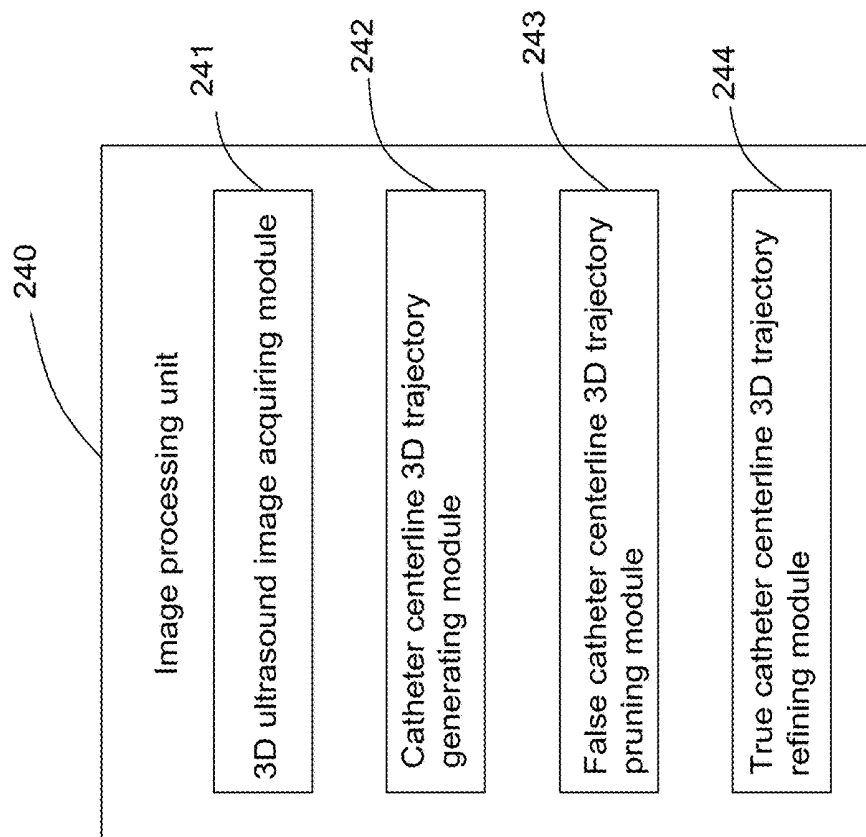 240
Image processing unit
241
3D ultrasound image acquiring module
242
Catheter centerline 3D trajectory
generating module
243
False catheter centerline 3D trajectory
pruning module
244
True catheter centerline 3D trajectory
refining module